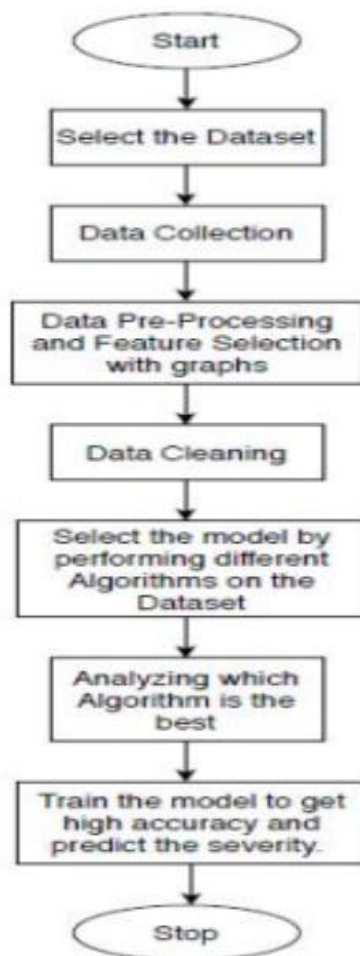 Start
Select the Dataset
Data Collection
Data Pre-Processing
and Feature Selection
with graphs
Data Cleaning
Select the model by
performing different
Algorithms on the
Dataset
Analyzing which
Algorithm is the
best
Train the model to get
high accuracy and
predict the severity.
Stop